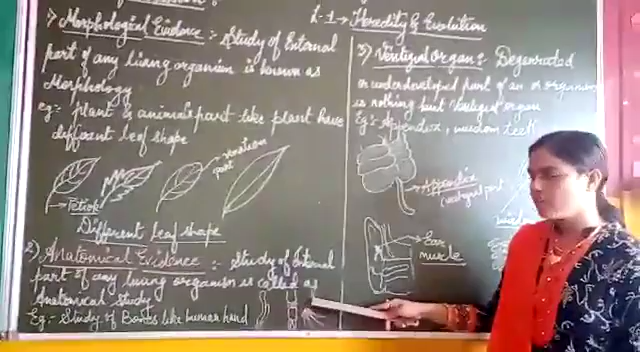 L-1 → Heredity & Evolution
1) Morphological Evidence :- Study of External
part of any living organism is known as
Morphology
eg:- plant & animal part like plant have
different leaf shape
Petiole
Different leaf shape
2) Anatomical Evidence :- Study of Internal
part of any living organism is called as
Anatomical Study
Eg:- Study of Bones like human hand
3) Vestigial Organ :- Degenerated
or underdeveloped part of an organism
is nothing but Vestigial organ
Eg:- Appendix, wisdom teeth
Appendix
(vestigial part)
Ear
muscle